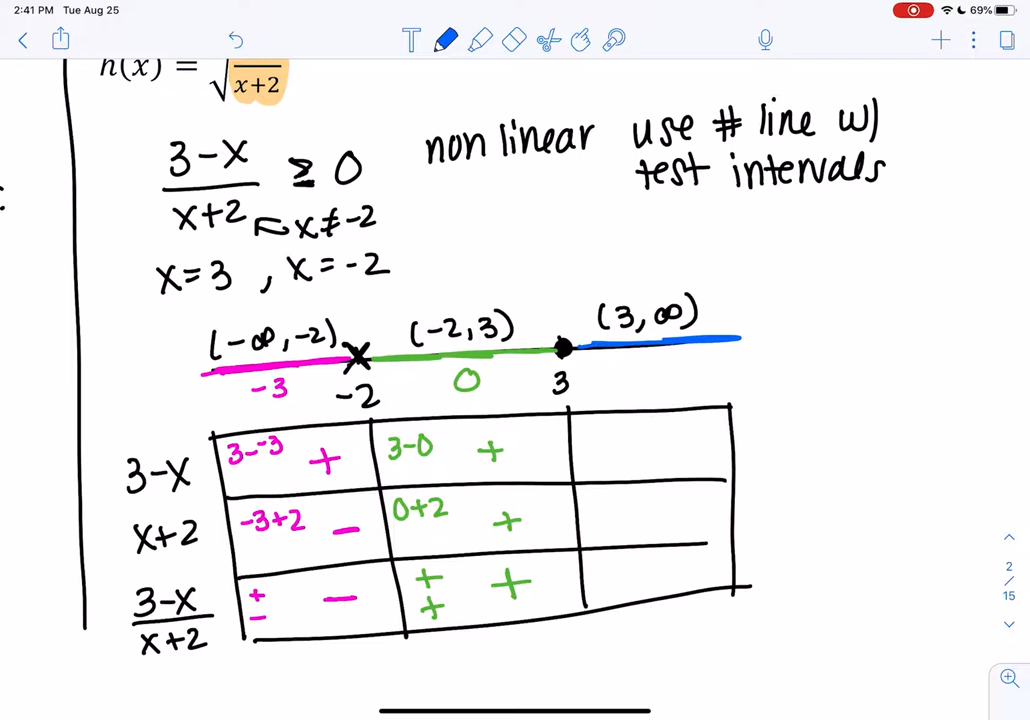 2:41 PM Tue Aug 25
69%
T
h(x) = √
x+2
3-x
x+2
≥ 0
x≠-2
non linear use # line w/
test intervals
x=3 , x=-2
(-∞,-2) (-2,3) (3,∞)
-3 -2 0 3
3-x 3--3 + 3-0 +
x+2 -3+2 - 0+2 +
3-x + - + +
x+2 - +
2
/
15